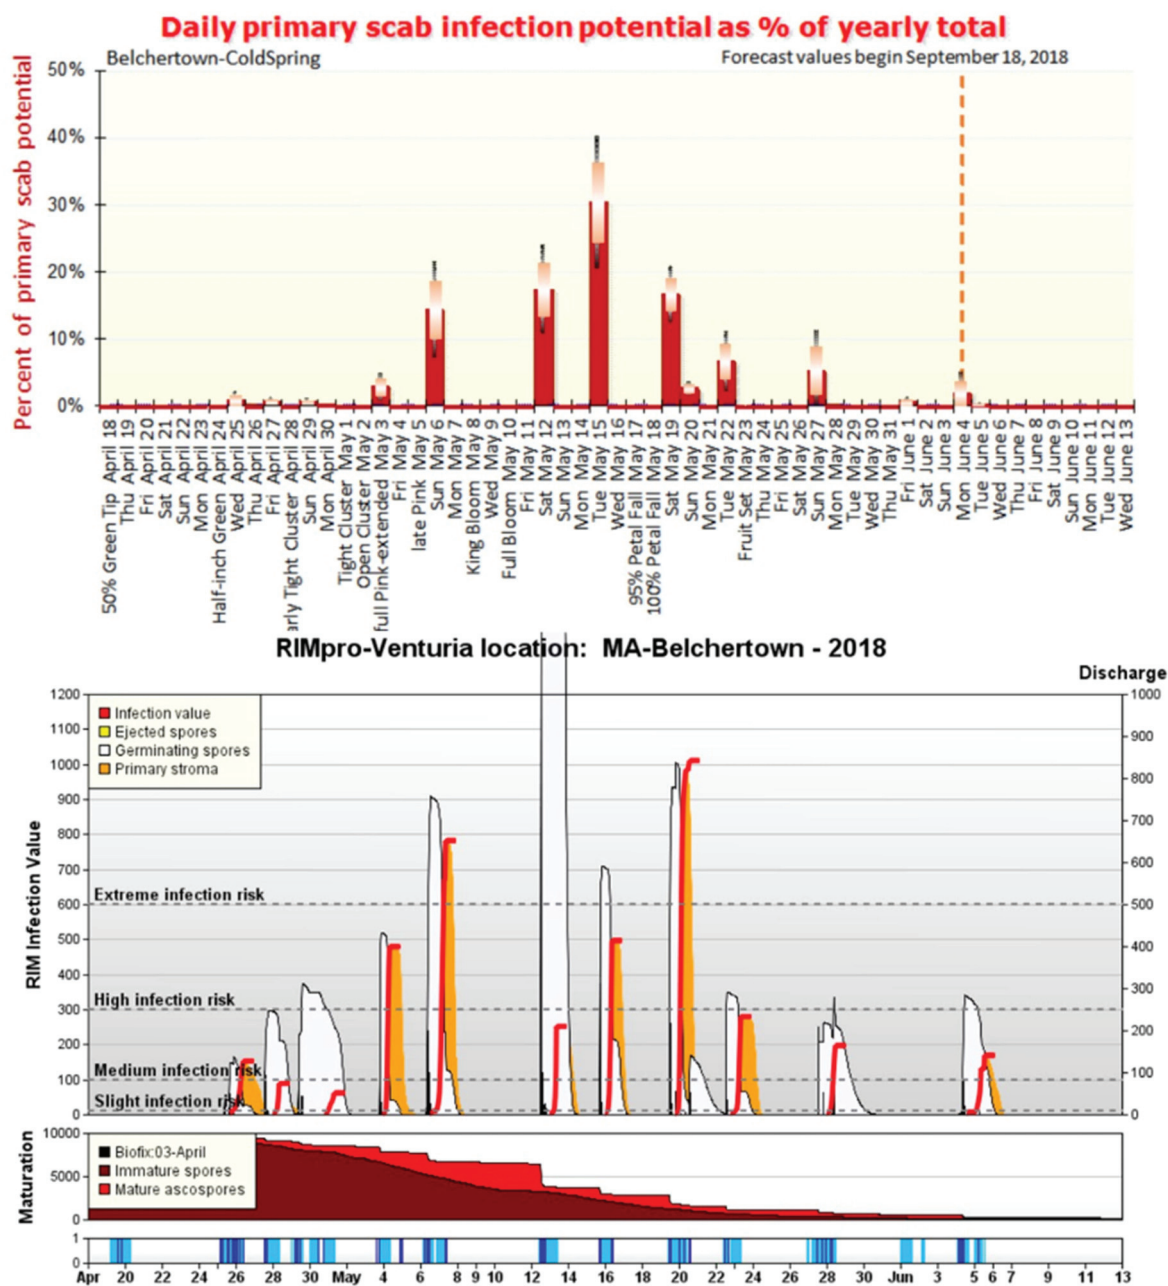 Daily primary scab infection potential as % of yearly total
Belchertown-ColdSpring
Forecast values begin September 18, 2018
Percent of primary scab potential
50%
40%
30%
20%
10%
0%
50% Green Tip April 18
Thu April 19
Fri April 20
Sat April 21
Sun April 22
Mon April 23
Half-inch Green April 24
Wed April 25
Thu April 26
Fri April 27
arly Tight Cluster April 28
Sun April 29
Mon April 30
Tight Cluster May 1
Open Cluster May 2
full Pink-extended May 3
Fri May 4
late Pink May 5
Sun May 6
Mon May 7
King Bloom May 8
Wed May 9
Full Bloom May 10
Sat May 12
Sun May 13
Mon May 14
Tue May 15
Wed May 16
95% Petal Fall May 17
100% Petal Fall May 18
Sat May 19
Sun May 20
Mon May 21
Tue May 22
Fruit Set May 23
Thu May 24
Fri May 25
Sat May 26
Sun May 27
Mon May 28
Tue May 29
Wed May 30
Thu May 31
Fri June 1
Sat June 2
Sun June 3
Mon June 4
Tue June 5
Wed June 6
Thu June 7
Fri June 8
Sat June 9
Sun June 10
Mon June 11
Tue June 12
Wed June 13
RIMpro-Venturia location: MA-Belchertown - 2018
Discharge
RIM Infection Value
1200
1100
1000
900
800
700
600
500
400
300
200
100
0
Infection value
Ejected spores
Germinating spores
Primary stroma
Extreme infection risk
High infection risk
Medium infection risk
Slight infection risk
1000
900
800
700
600
500
400
300
200
100
0
Maturation
10000
5000
0
Biofix:03-April
Immature spores
Mature ascospores
1
0
Apr 20 22 24 26 28 30 May 4 6 8 9 10 12 14 16 18 20 22 24 26 28 Jun 3 5 7 11 13